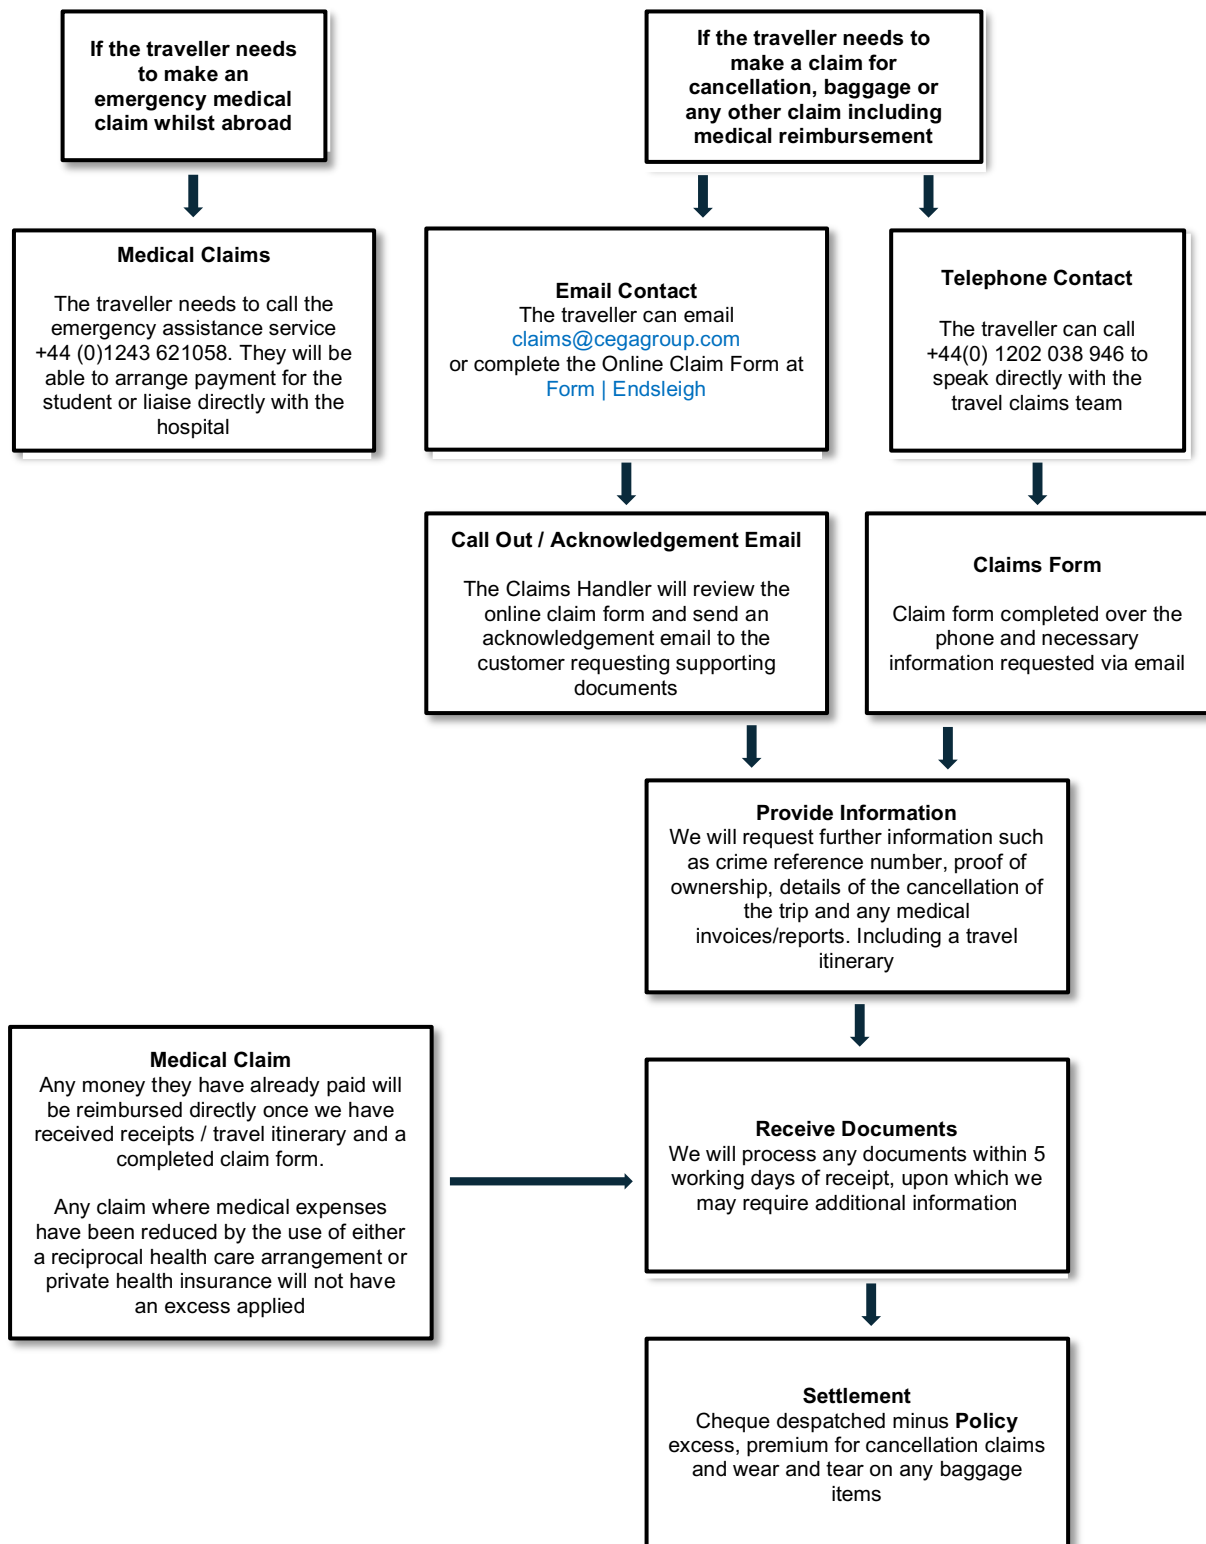 If the traveller needs
to make an
emergency medical
claim whilst abroad
If the traveller needs to
make a claim for
cancellation, baggage or
any other claim including
medical reimbursement
Medical Claims
The traveller needs to call the
emergency assistance service
+44 (0)1243 621058. They will be
able to arrange payment for the
student or liaise directly with the
hospital
Email Contact
The traveller can email
claims@cegagroup.com
or complete the Online Claim Form at
Form | Endsleigh
Telephone Contact
The traveller can call
+44(0) 1202 038 946 to
speak directly with the
travel claims team
Call Out / Acknowledgement Email
The Claims Handler will review the
online claim form and send an
acknowledgement email to the
customer requesting supporting
documents
Claims Form
Claim form completed over the
phone and necessary
information requested via email
Provide Information
We will request further information such
as crime reference number, proof of
ownership, details of the cancellation of
the trip and any medical
invoices/reports. Including a travel
itinerary
Medical Claim
Any money they have already paid will
be reimbursed directly once we have
received receipts / travel itinerary and a
completed claim form.
Any claim where medical expenses
have been reduced by the use of either
a reciprocal health care arrangement or
private health insurance will not have
an excess applied
Receive Documents
We will process any documents within 5
working days of receipt, upon which we
may require additional information
Settlement
Cheque despatched minus Policy
excess, premium for cancellation claims
and wear and tear on any baggage
items